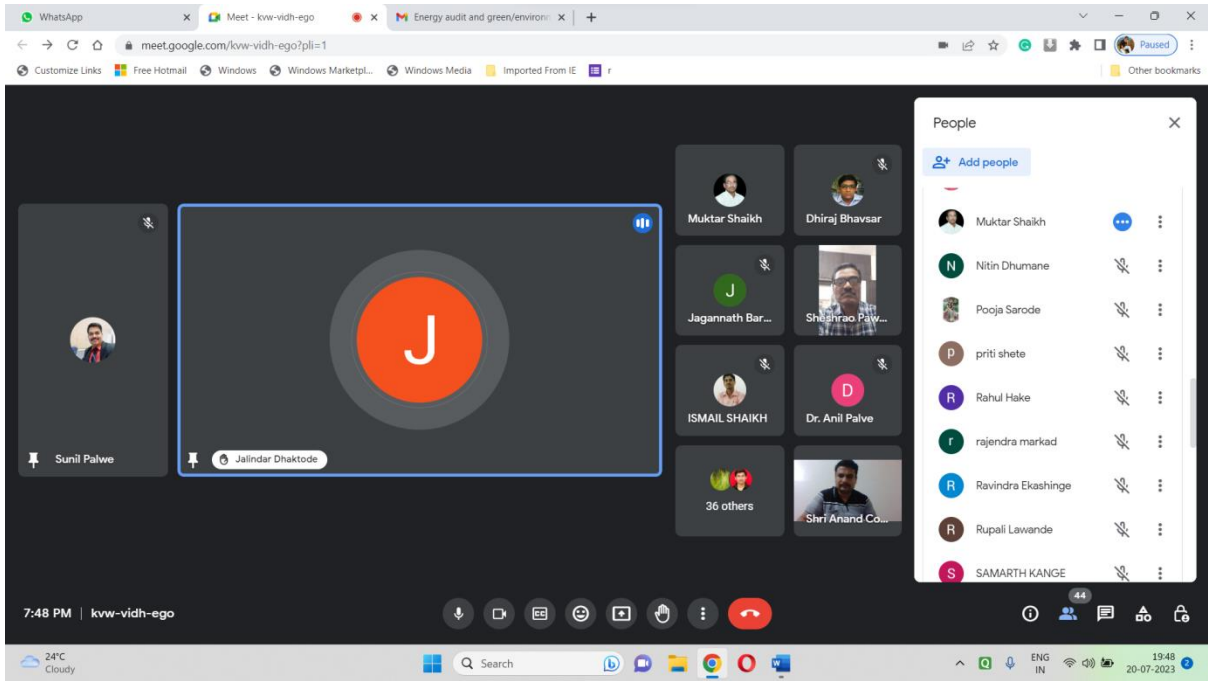 WhatsApp
Meet - kvw-vidh-ego
Energy audit and green/environm
meet.google.com/kvw-vidh-ego?pli=1
Paused
Customize Links
Free Hotmail
Windows
Windows Marketpl...
Windows Media
Imported From IE
r
Other bookmarks
People
Add people
Sunil Palwe
J
Jalindar Dhaktode
Muktar Shaikh
Dhiraj Bhavsar
J
Jagannath Bar...
Sheshrao Paw...
ISMAIL SHAIKH
D
Dr. Anil Palve
36 others
Shri Anand Co...
Muktar Shaikh
N
Nitin Dhumane
Pooja Sarode
p
priti shete
R
Rahul Hake
r
rajendra markad
R
Ravindra Ekashinge
R
Rupali Lawande
S
SAMARTH KANGE
7:48 PM | kvw-vidh-ego
CC
44
24°C
Cloudy
Search
ENG
IN
19:48
20-07-2023
2